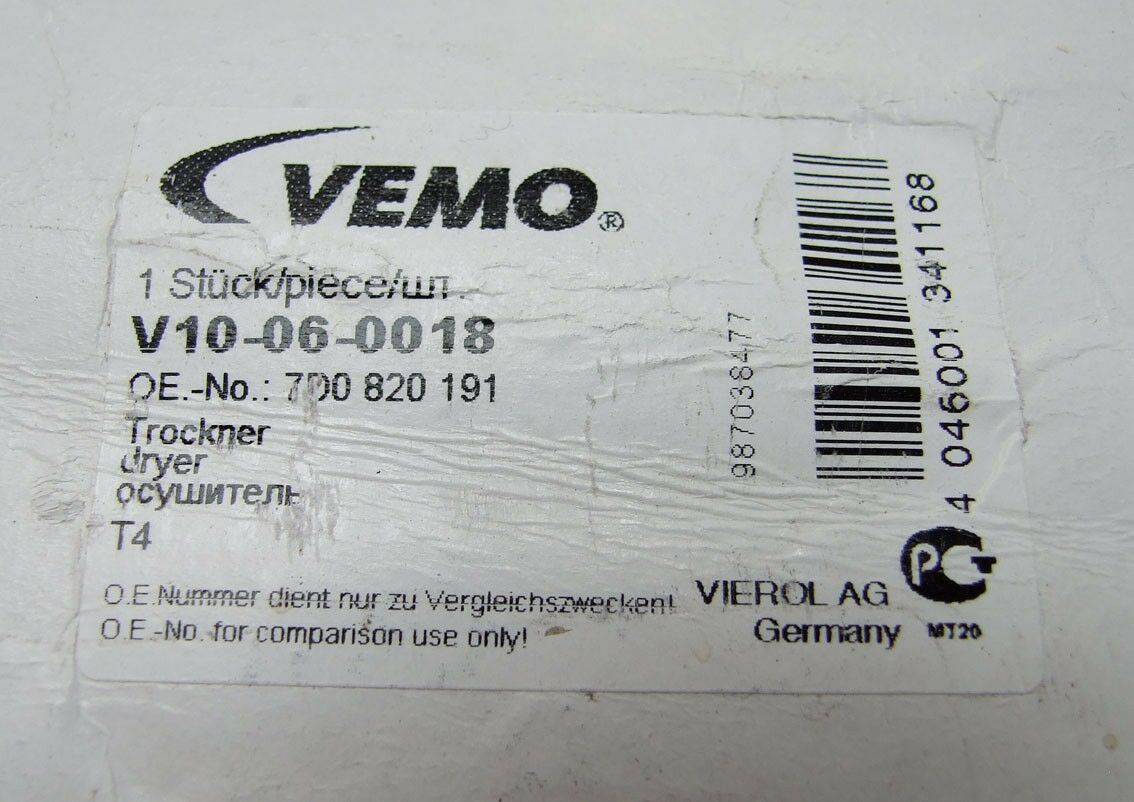 VEMO®
1 Stück/piece/шт.
V10-06-0018
OE.-No.: 7D0 820 191
Trockner
dryer
осушитель
T4
O.E.Nummer dient nur zu Vergleichszwecken!
O.E.-No. for comparison use only!
987038477
4 046001 341168
PG
VIEROL AG
Germany
MT20